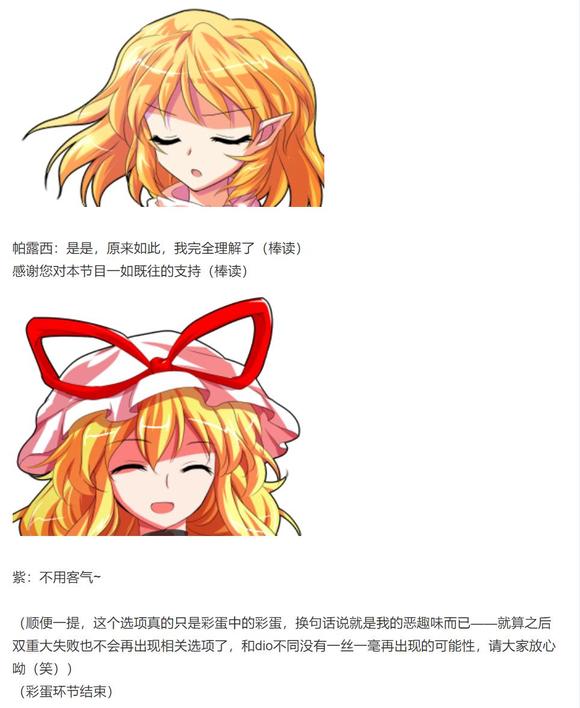 帕露西：是是，原来如此，我完全理解了（棒读）
感谢您对本节目一如既往的支持（棒读）
紫：不用客气~
（顺便一提，这个选项真的只是彩蛋中的彩蛋，换句话说就是我的恶趣味而已——就算之后
双重大失败也不会再出现相关选项了，和dio不同没有一丝一毫再出现的可能性，请大家放心
呦（笑））
（彩蛋环节结束）